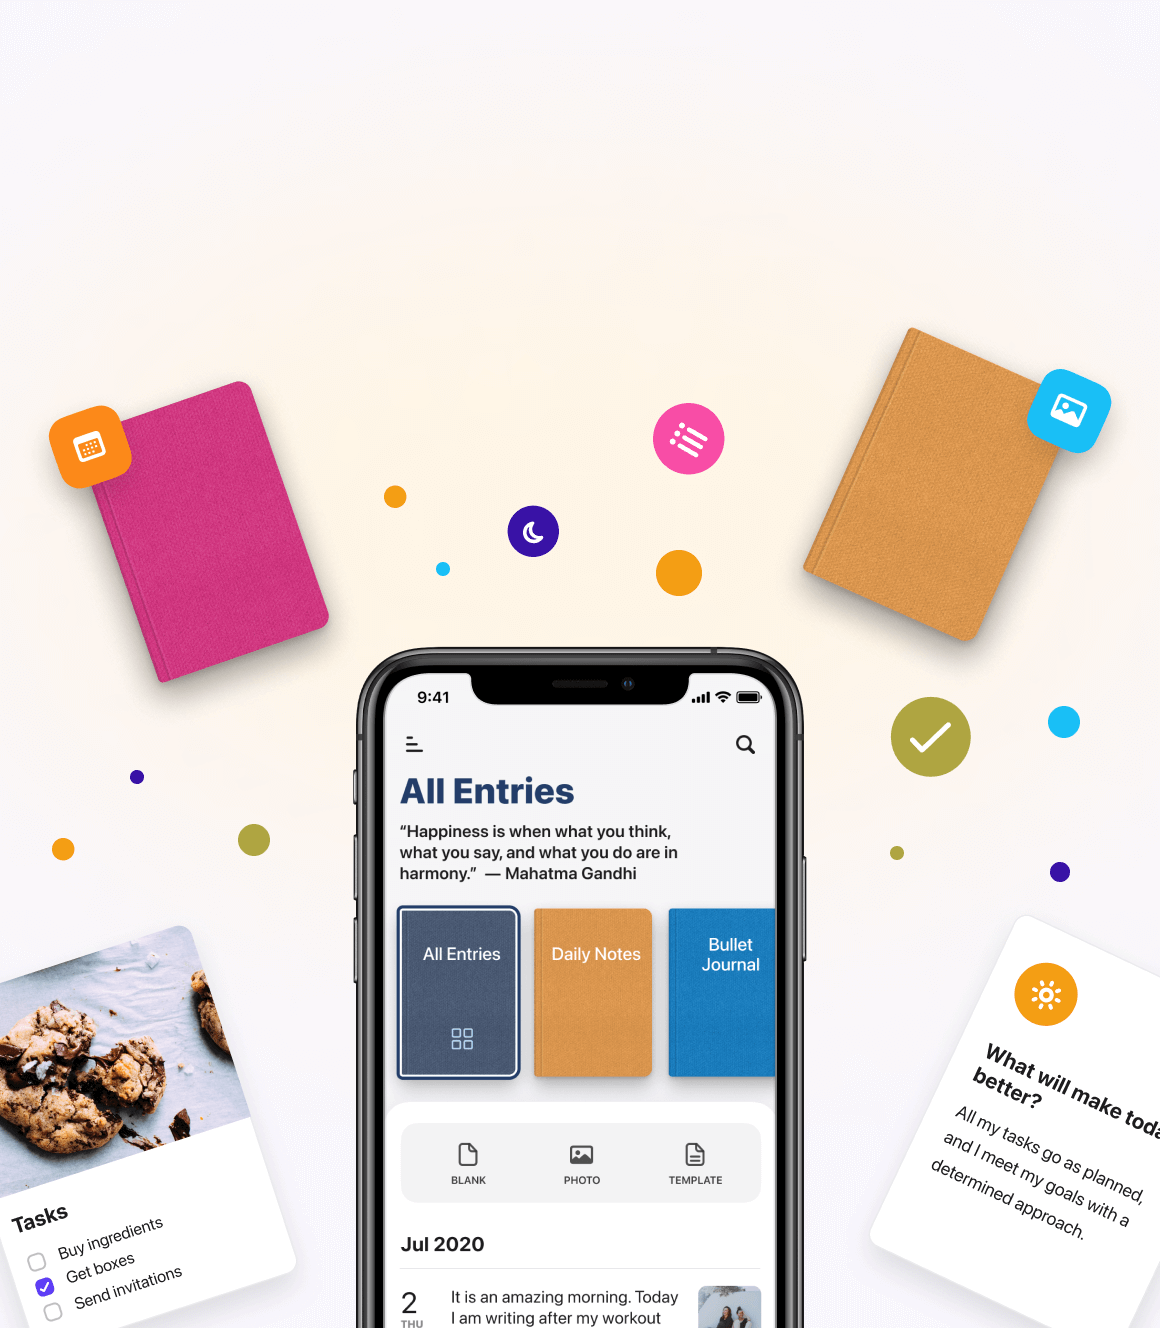 9:41
All Entries
“Happiness is when what you think,
what you say, and what you do are in
harmony.” — Mahatma Gandhi
All Entries
Daily Notes
Bullet
Journal
BLANK
PHOTO
TEMPLATE
Jul 2020
2
THU
It is an amazing morning. Today
I am writing after my workout
Tasks
Buy ingredients
Get boxes
Send invitations
What will make
better?
All my tasks go as planned,
and I meet my goals with a
determined approach.